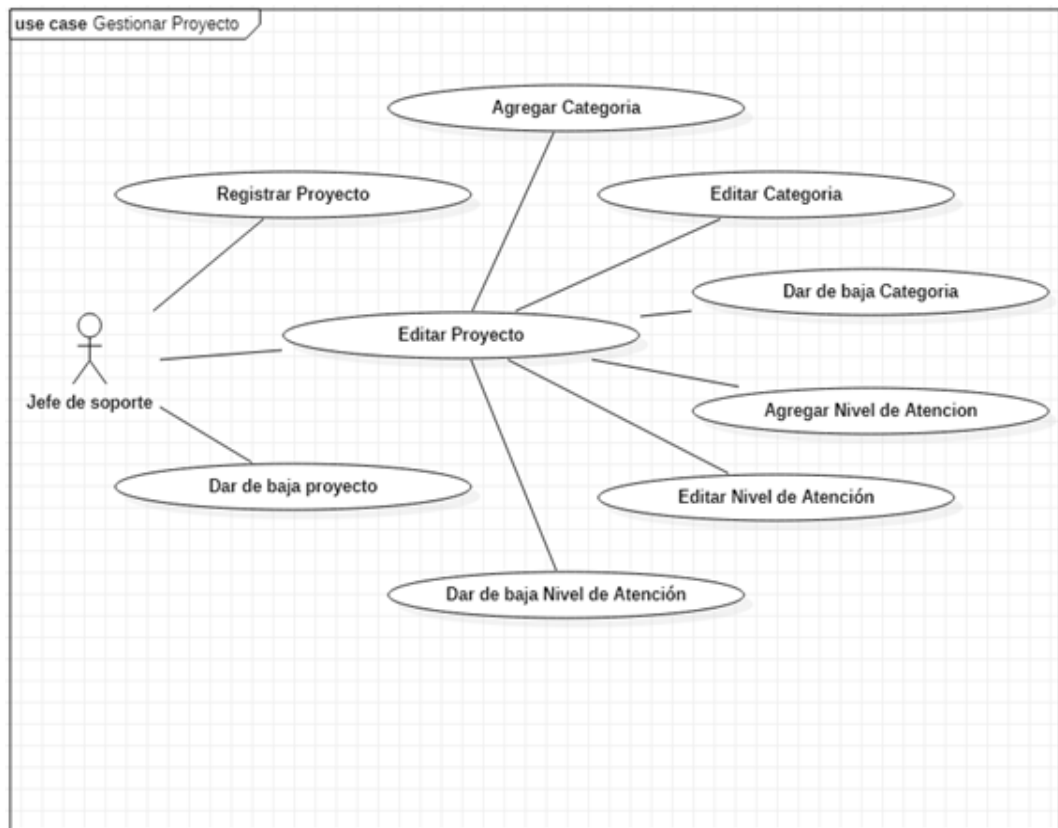 use case Gestionar Proyecto
Agregar Categoria
Registrar Proyecto
Editar Categoria
Dar de baja Categoria
Editar Proyecto
Jefe de soporte
Agregar Nivel de Atencion
Dar de baja proyecto
Editar Nivel de Atención
Dar de baja Nivel de Atención